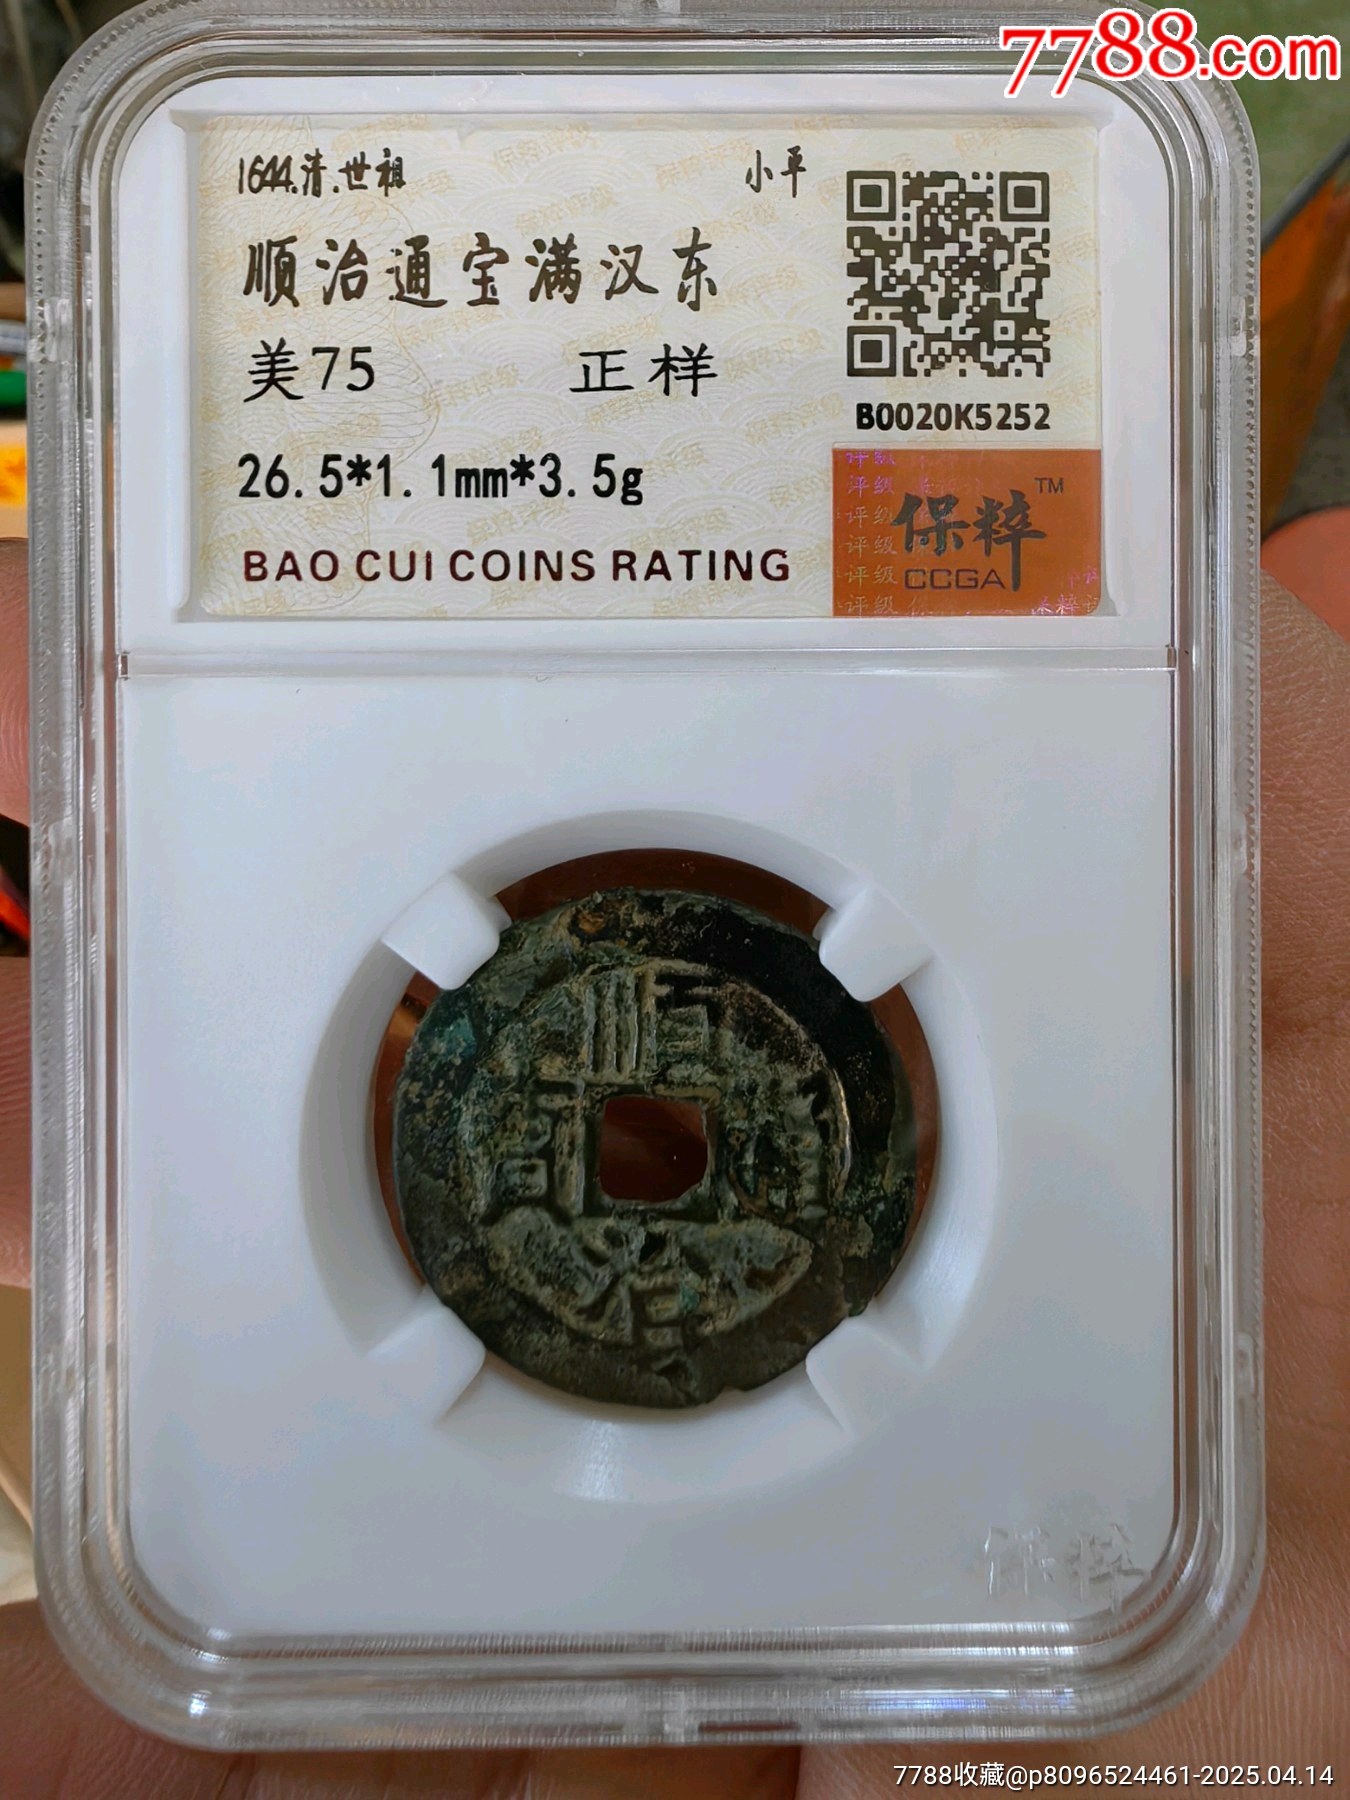 7788.com
1644.清.世祖 小平
顺治通宝满汉东
美75 正样
B0020K5252
26.5*1.1mm*3.5g
BAO CUI COINS RATING
保粹 TM
CCGA
顺治通宝
保粹
7788收藏@p8096524461-2025.04.14